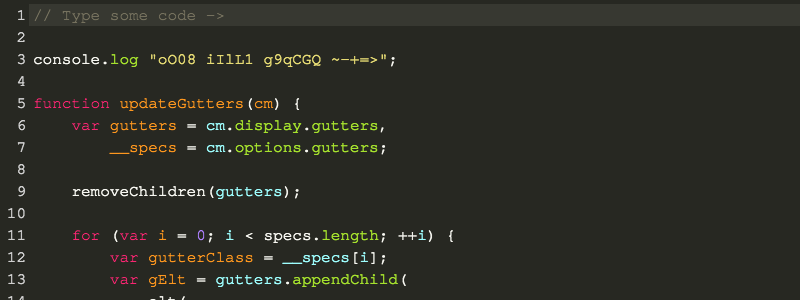 1 // Type some code ->
2
3 console.log "oO08 iIlL1 g9qCGQ ~-+=>";
4
5 function updateGutters(cm) {
6 var gutters = cm.display.gutters,
7 __specs = cm.options.gutters;
8
9 removeChildren(gutters);
10
11 for (var i = 0; i < specs.length; ++i) {
12 var gutterClass = __specs[i];
13 var gElt = gutters.appendChild(
14 elt(